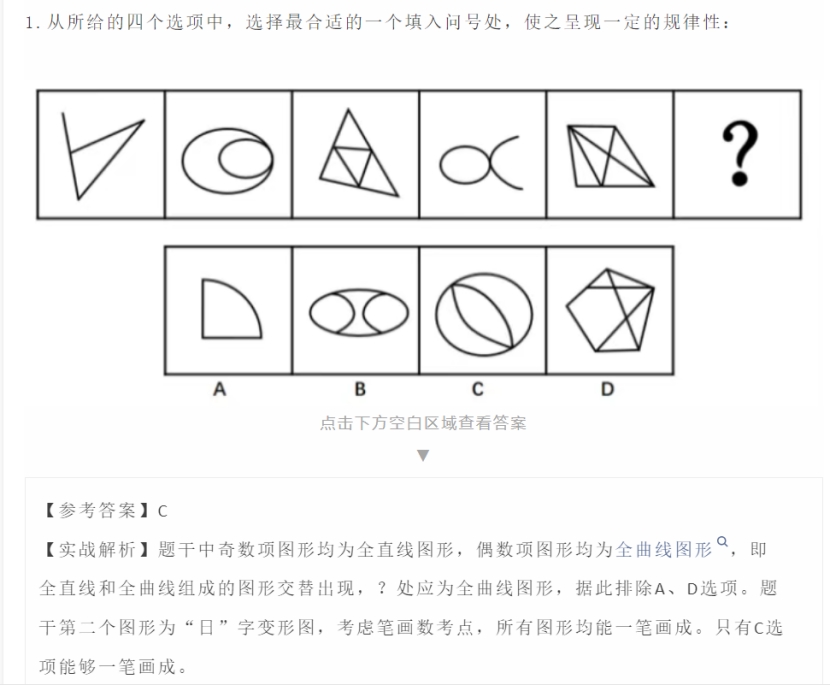 1. 从所给的四个选项中，选择最合适的一个填入问号处，使之呈现一定的规律性：
?
A B C D
点击下方空白区域查看答案
▼
【参考答案】C
【实战解析】题干中奇数项图形均为全直线图形，偶数项图形均为全曲线图形，即
全直线和全曲线组成的图形交替出现，？处应为全曲线图形，据此排除A、D选项。题
干第二个图形为“日”字变形图，考虑笔画数考点，所有图形均能一笔画成。只有C选
项能够一笔画成。